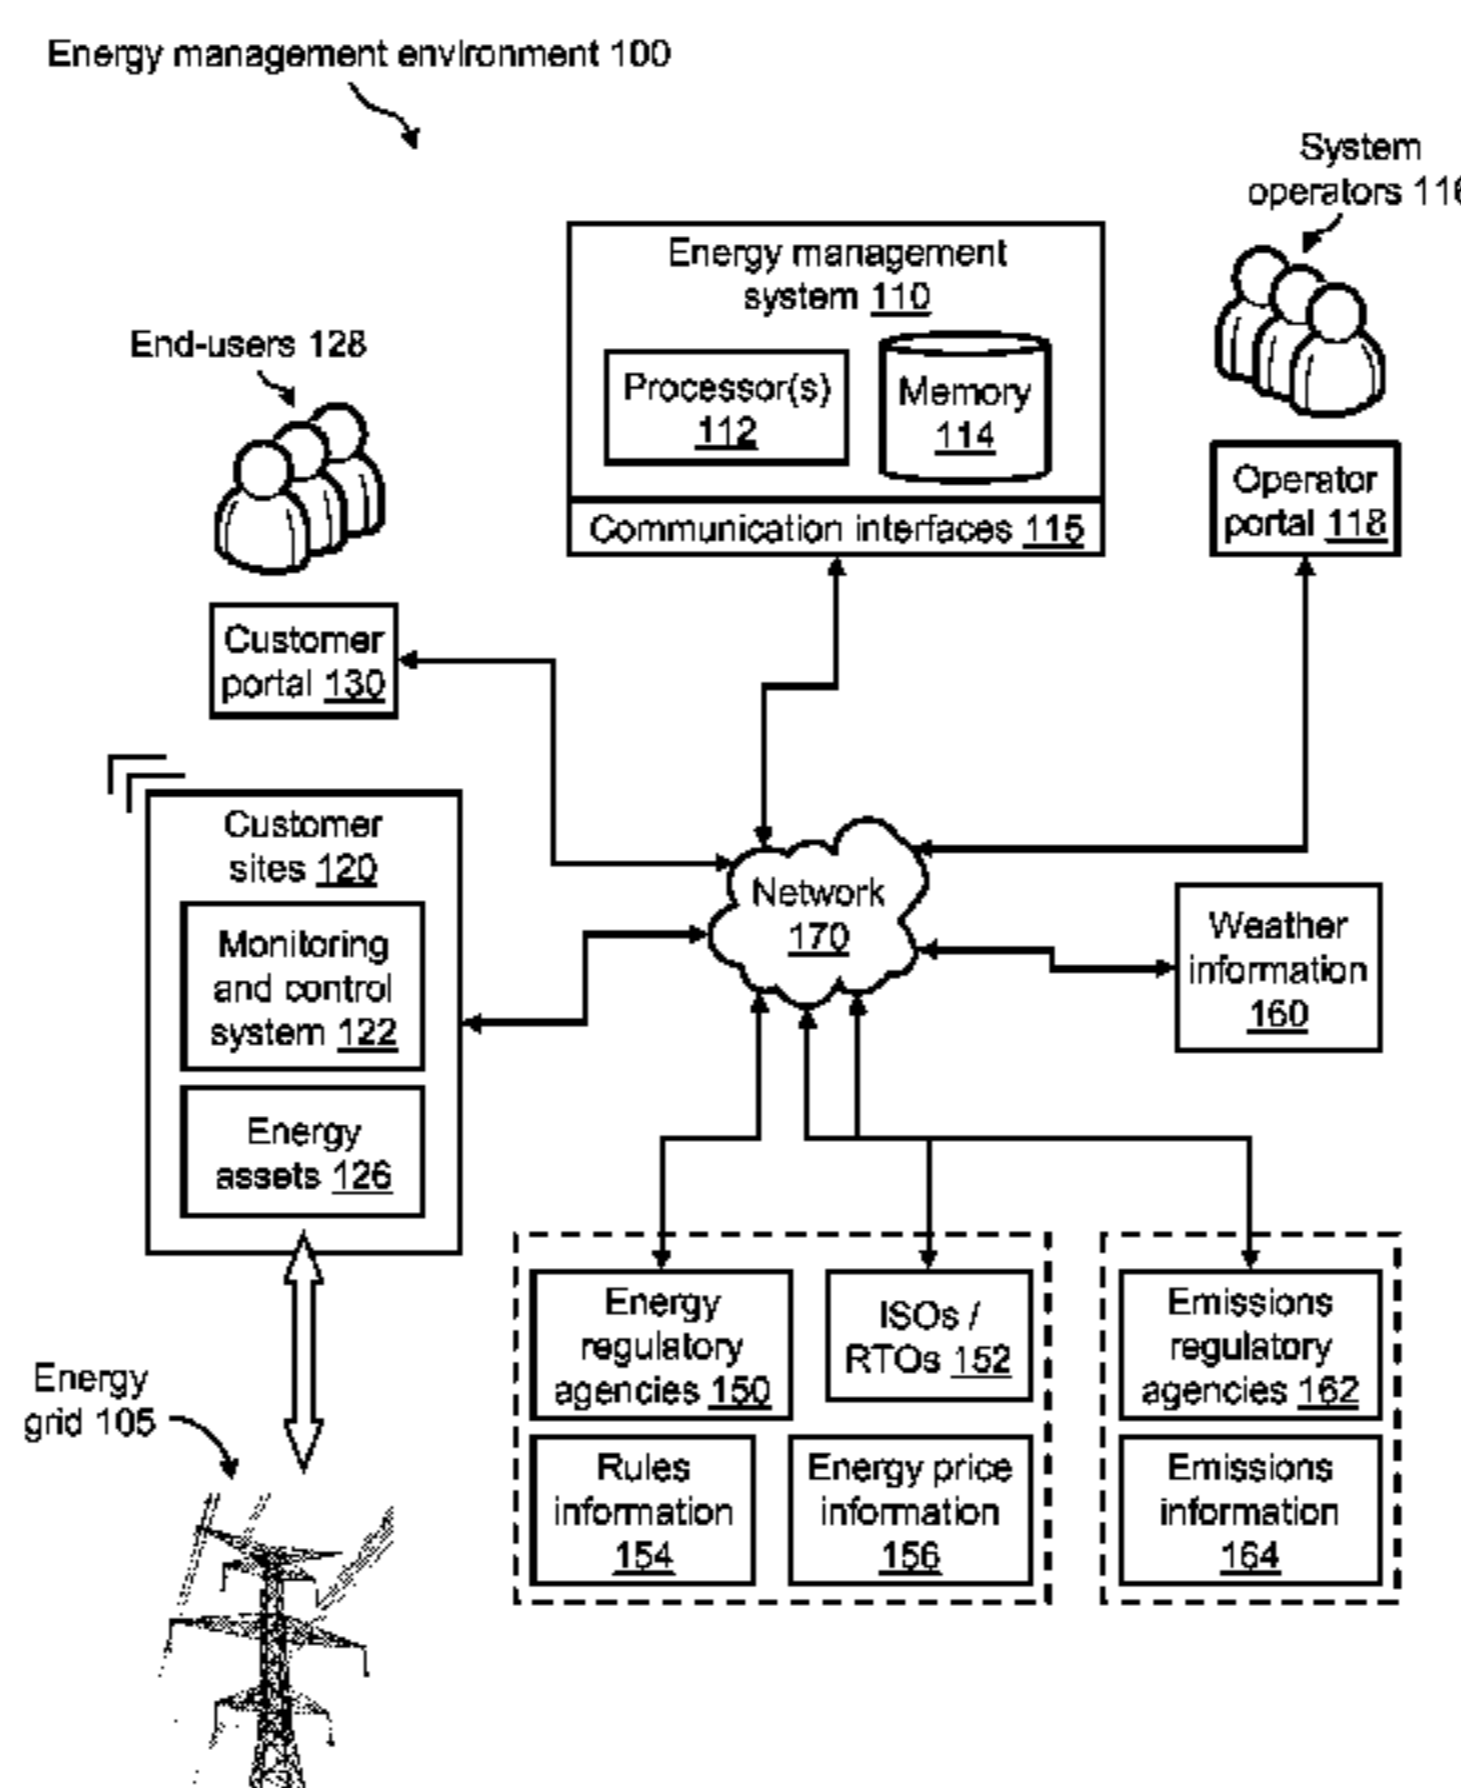 Energy management environment 100
System
operators 116
Energy management
system 110
Processor(s)
112
Memory
114
Communication interfaces 115
End-users 128
Operator
portal 118
Customer
portal 130
Customer
sites 120
Monitoring
and control
system 122
Energy
assets 126
Network
170
Weather
information
160
Energy
grid 105
Energy
regulatory
agencies 150
ISOs /
RTOs 152
Emissions
regulatory
agencies 162
Rules
information
154
Energy price
information
156
Emissions
information
164